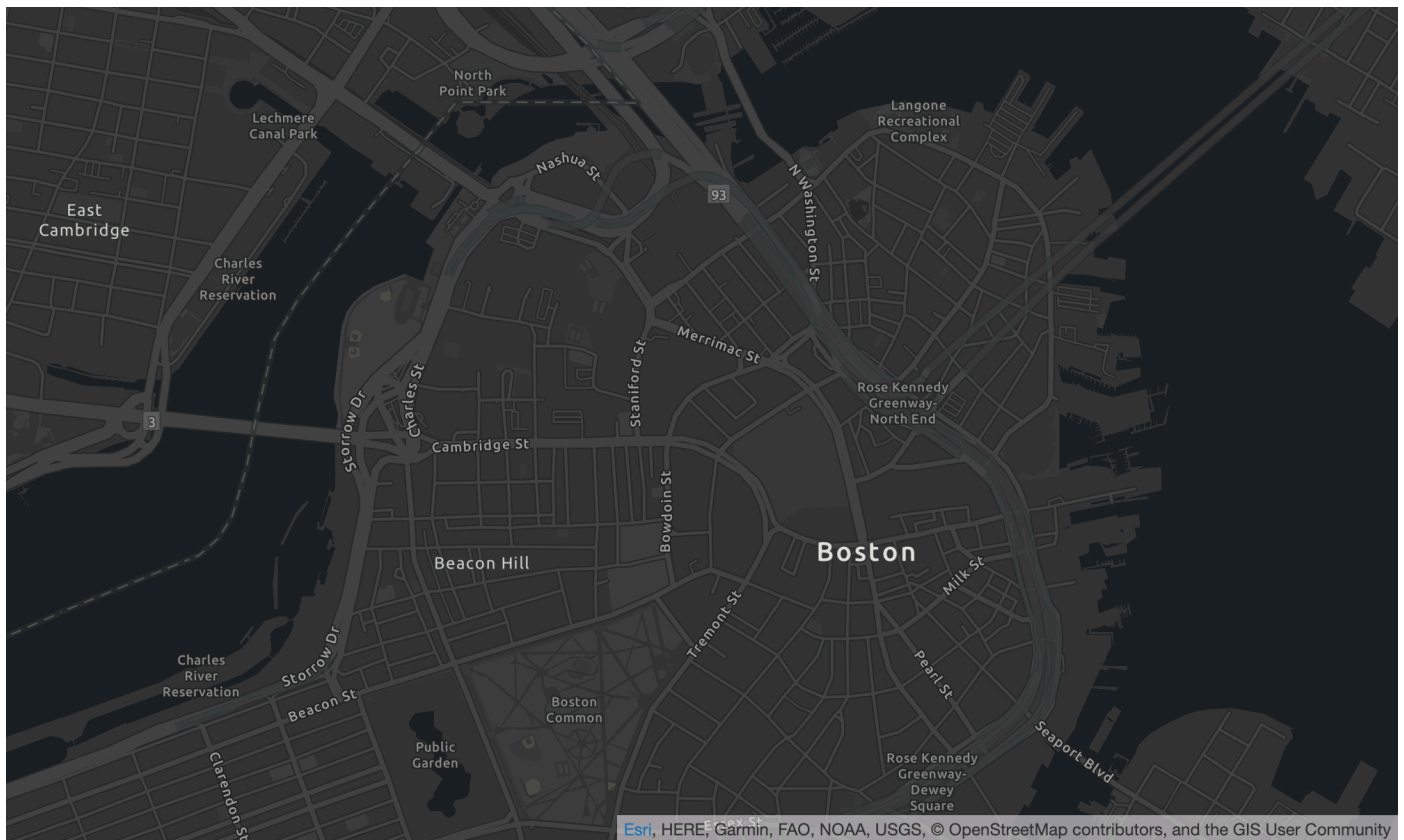 North
Point Park
Lechmere
Canal Park
Langone
Recreational
Complex
Nashua St
93
N Washington St
East
Cambridge
Charles
River
Reservation
Merrimac St
Staniford St
Charles St
Storrow Dr
Rose Kennedy
Greenway-
North End
3
Cambridge St
Bowdoin St
Boston
Beacon Hill
Milk St
Tremont St
Storrow Dr
Charles
River
Reservation
Pearl St
Beacon St
Boston
Common
Public
Garden
Seaport Blvd
Clarendon St
Rose Kennedy
Greenway-
Dewey
Square
Essex St
Esri, HERE, Garmin, FAO, NOAA, USGS, © OpenStreetMap contributors, and the GIS User Community